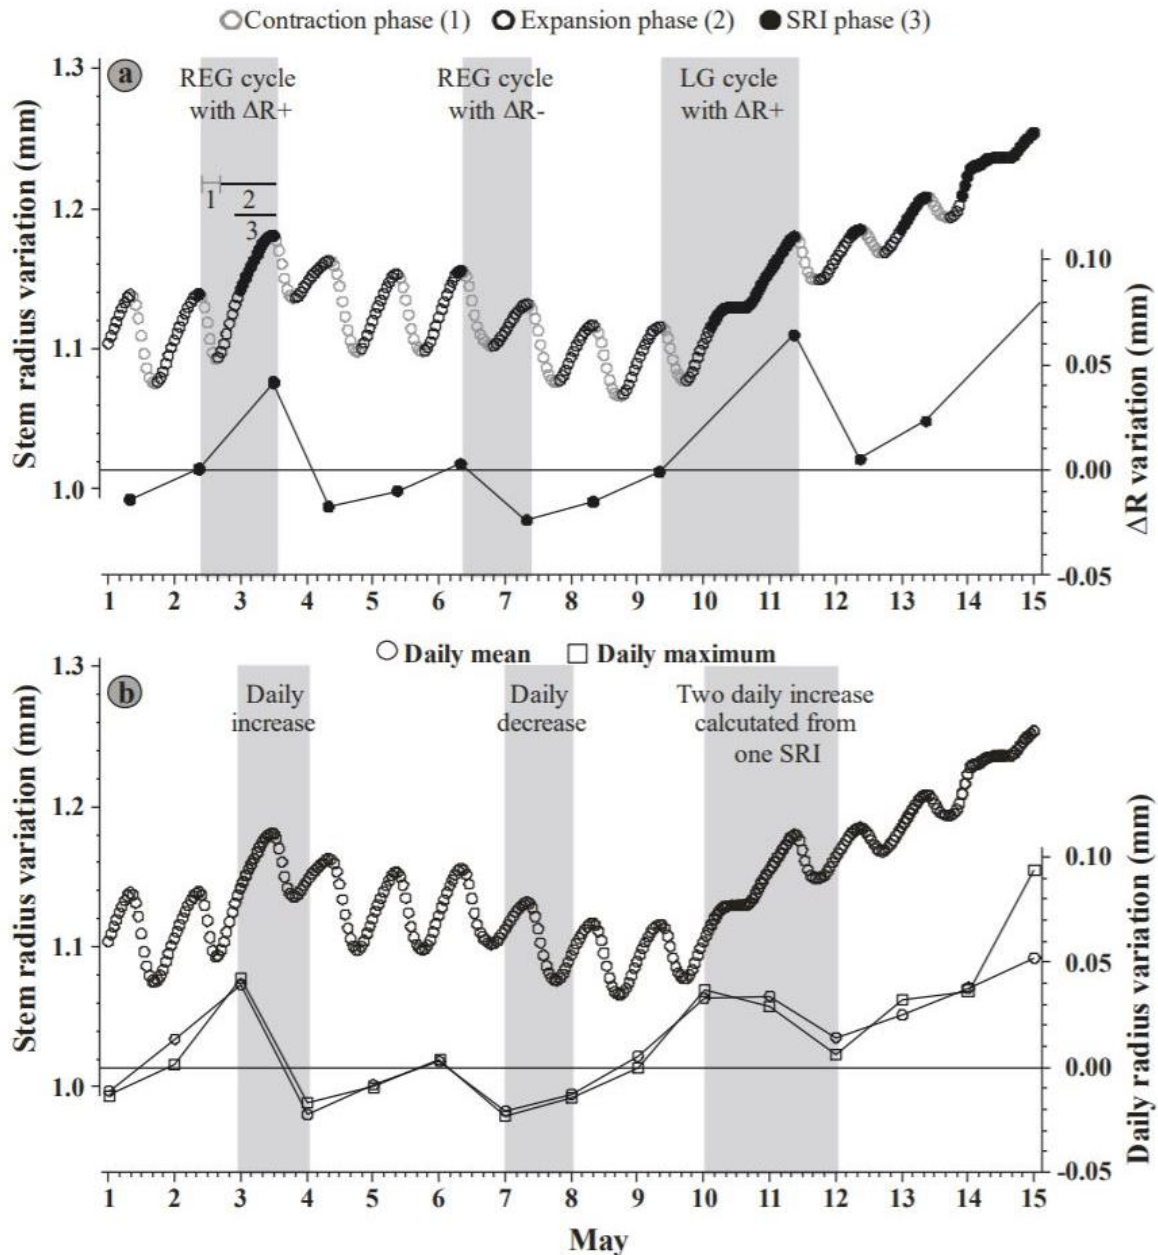 Contraction phase (1) Expansion phase (2) SRI phase (3)
a
1.3
1.2
1.1
1.0
Stem radius variation (mm)
REG cycle
with ΔR+
REG cycle
with ΔR-
LG cycle
with ΔR+
1
2
3
0.10
0.05
0.00
-0.05
ΔR variation (mm)
1 2 3 4 5 6 7 8 9 10 11 12 13 14 15
b
Daily mean Daily maximum
1.3
1.2
1.1
1.0
Stem radius variation (mm)
Daily
increase
Daily
decrease
Two daily increase
calcutated from
one SRI
0.10
0.05
0.00
-0.05
Daily radius variation (mm)
1 2 3 4 5 6 7 8 9 10 11 12 13 14 15
May